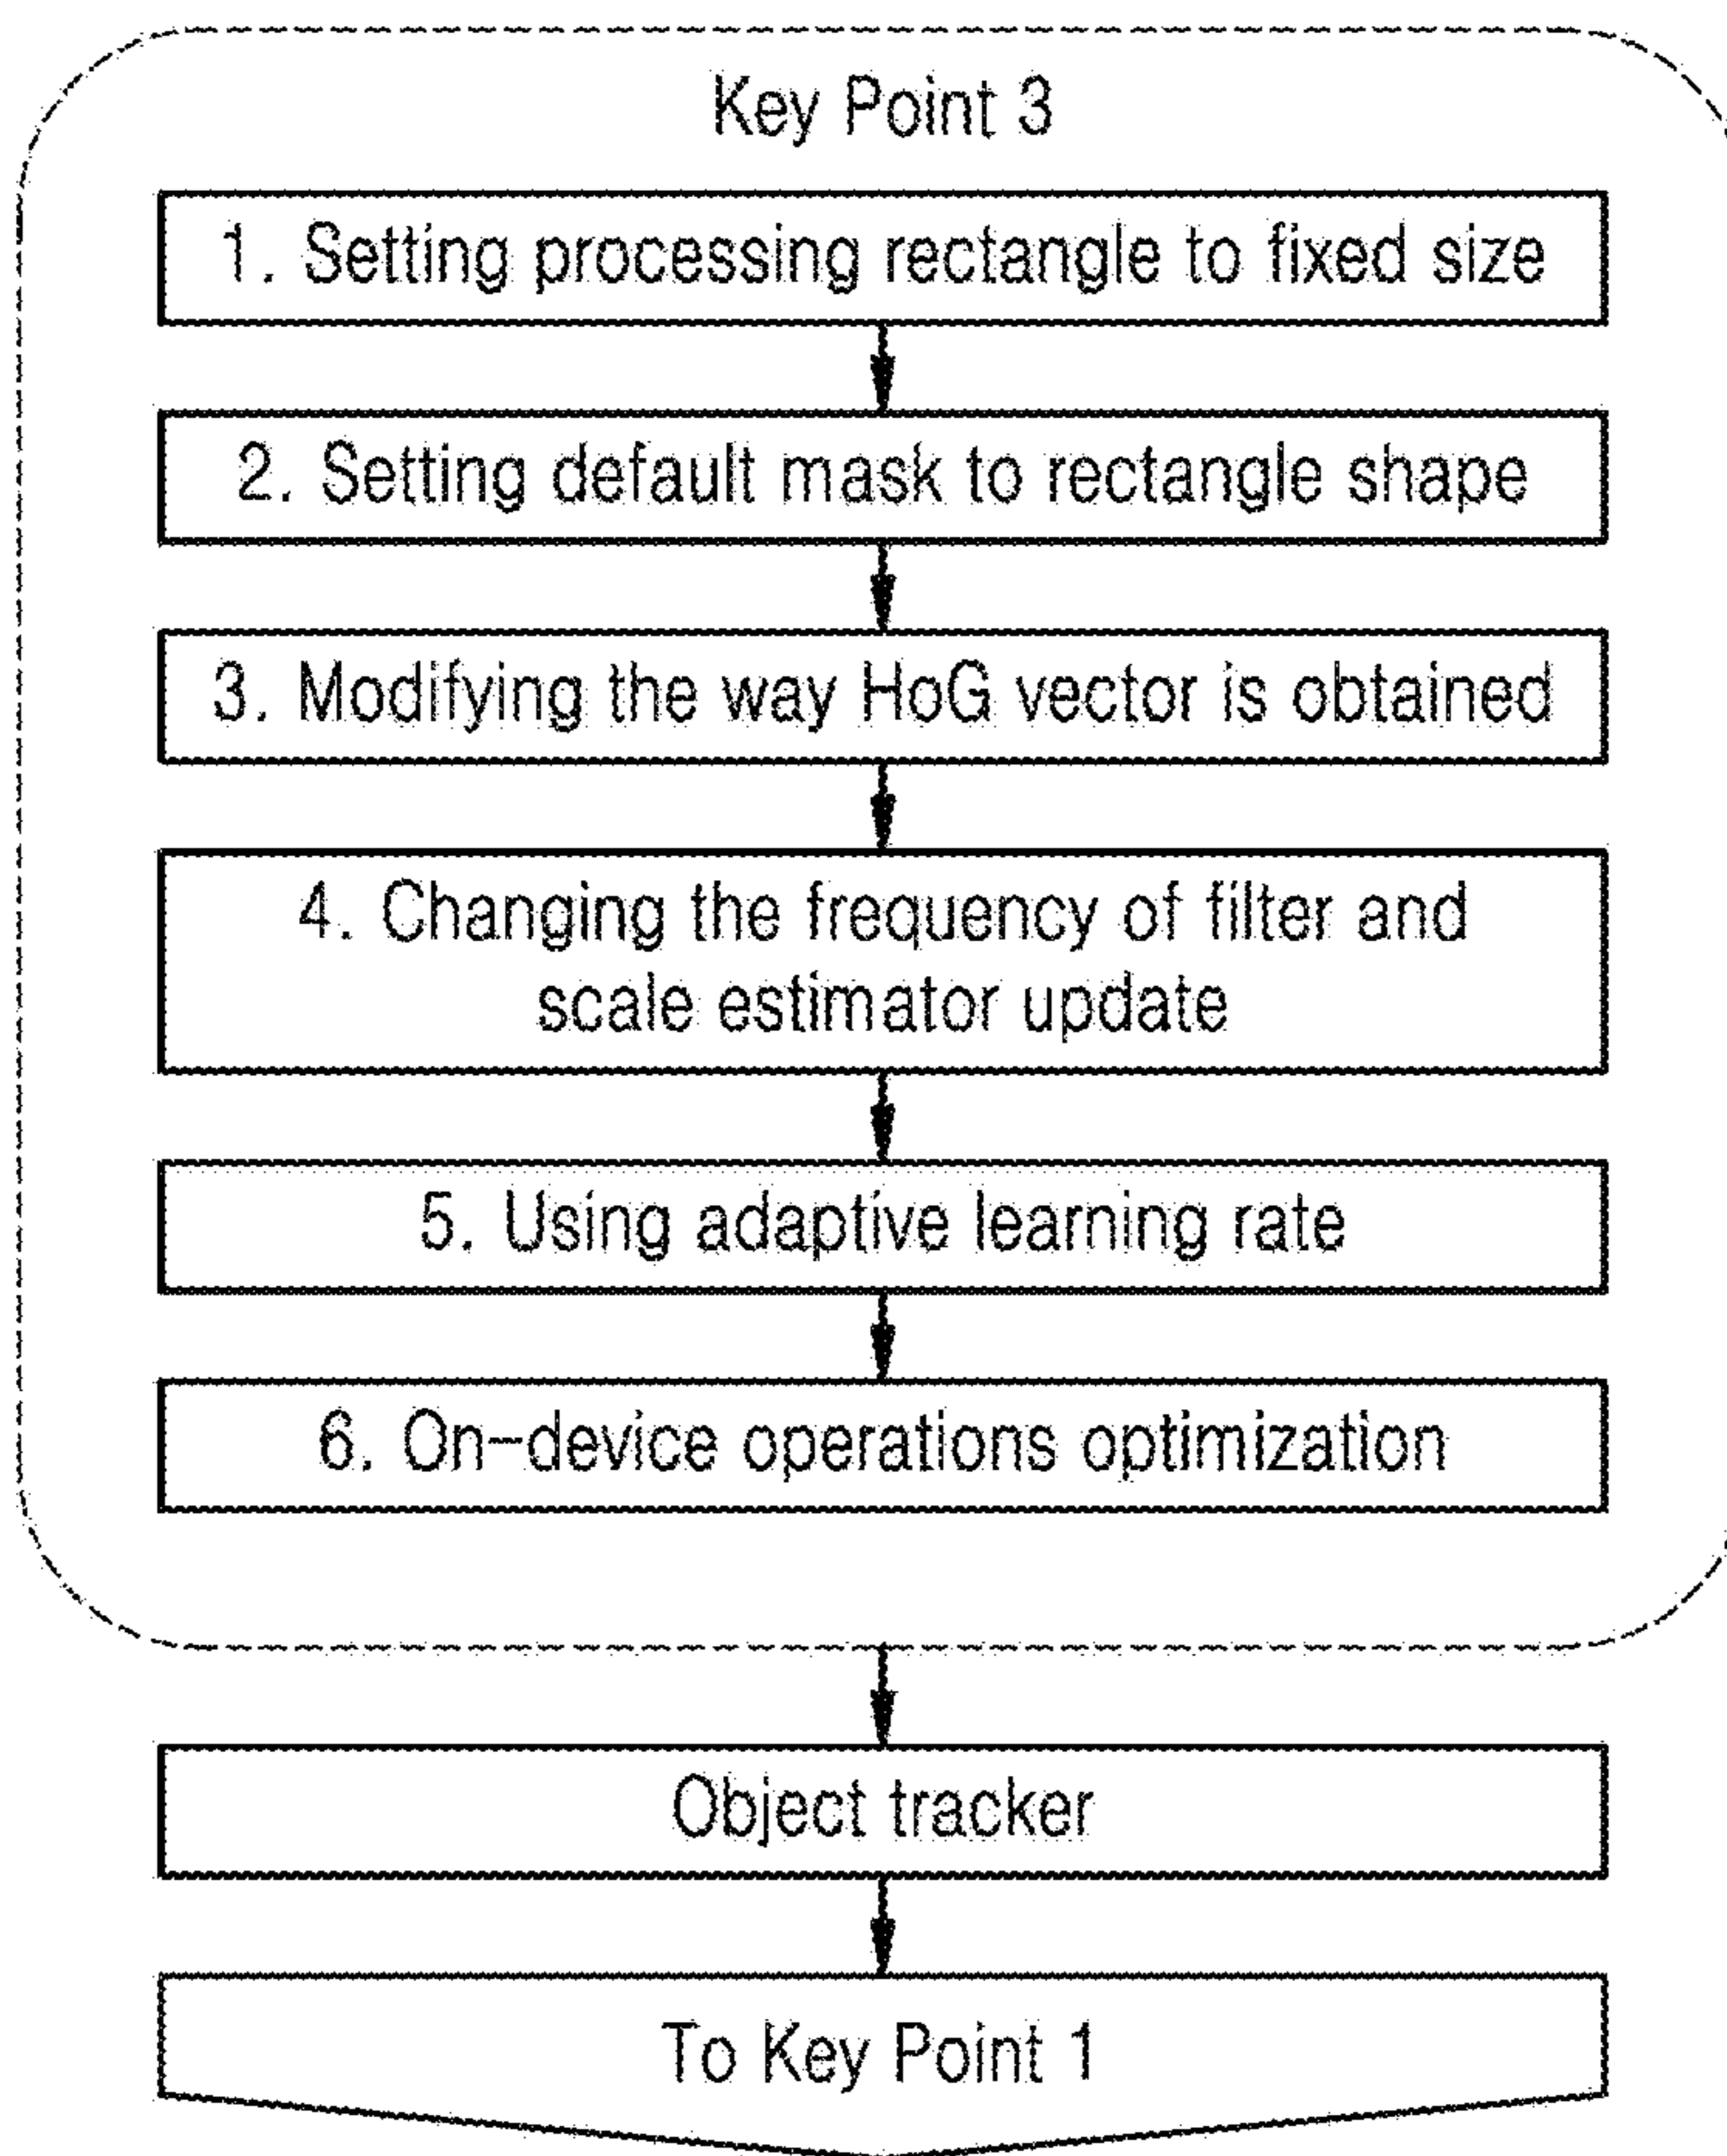 Key Point 3
1. Setting processing rectangle to fixed size
2. Setting default mask to rectangle shape
3. Modifying the way HoG vector is obtained
4. Changing the frequency of filter and
scale estimator update
5. Using adaptive learning rate
6. On-device operations optimization
Object tracker
To Key Point 1